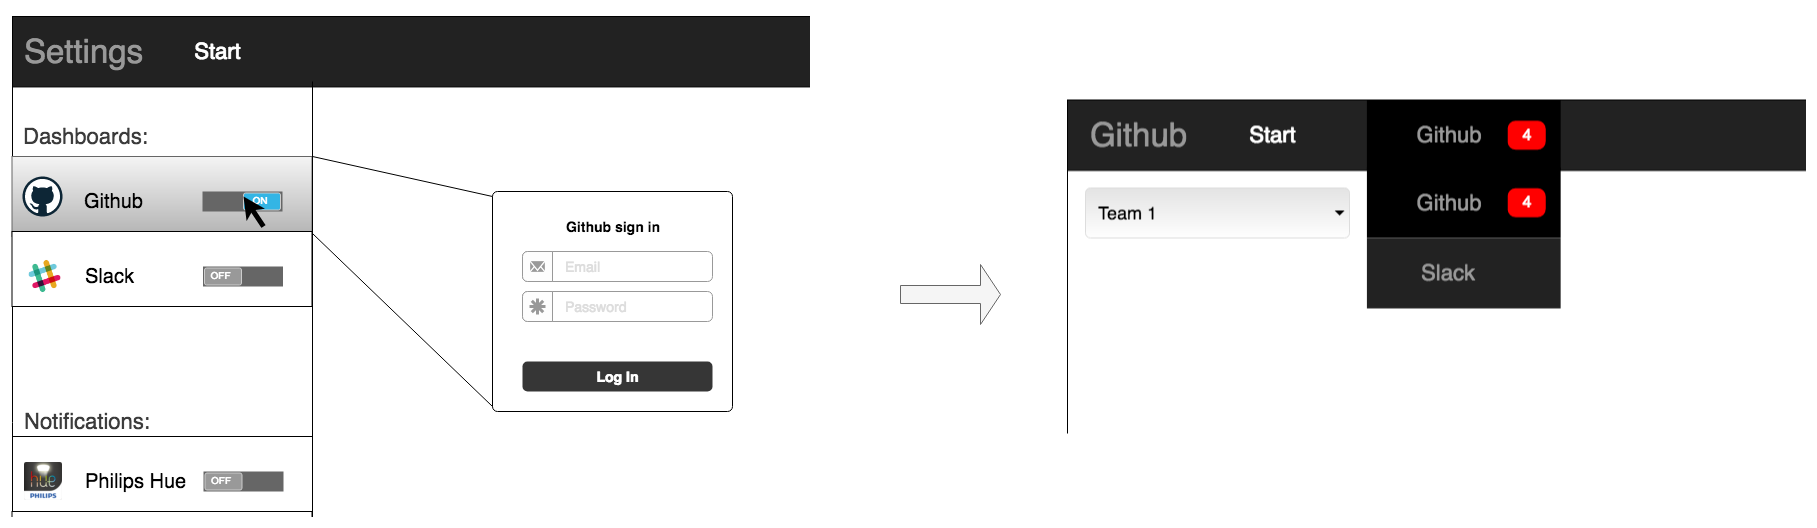 Settings Start
Dashboards:
Github ON
Slack OFF
Notifications:
hue
PHILIPS
Philips Hue OFF
Github sign in
Email
Password
Log In
Github Start
Team 1
Github 4
Github 4
Slack